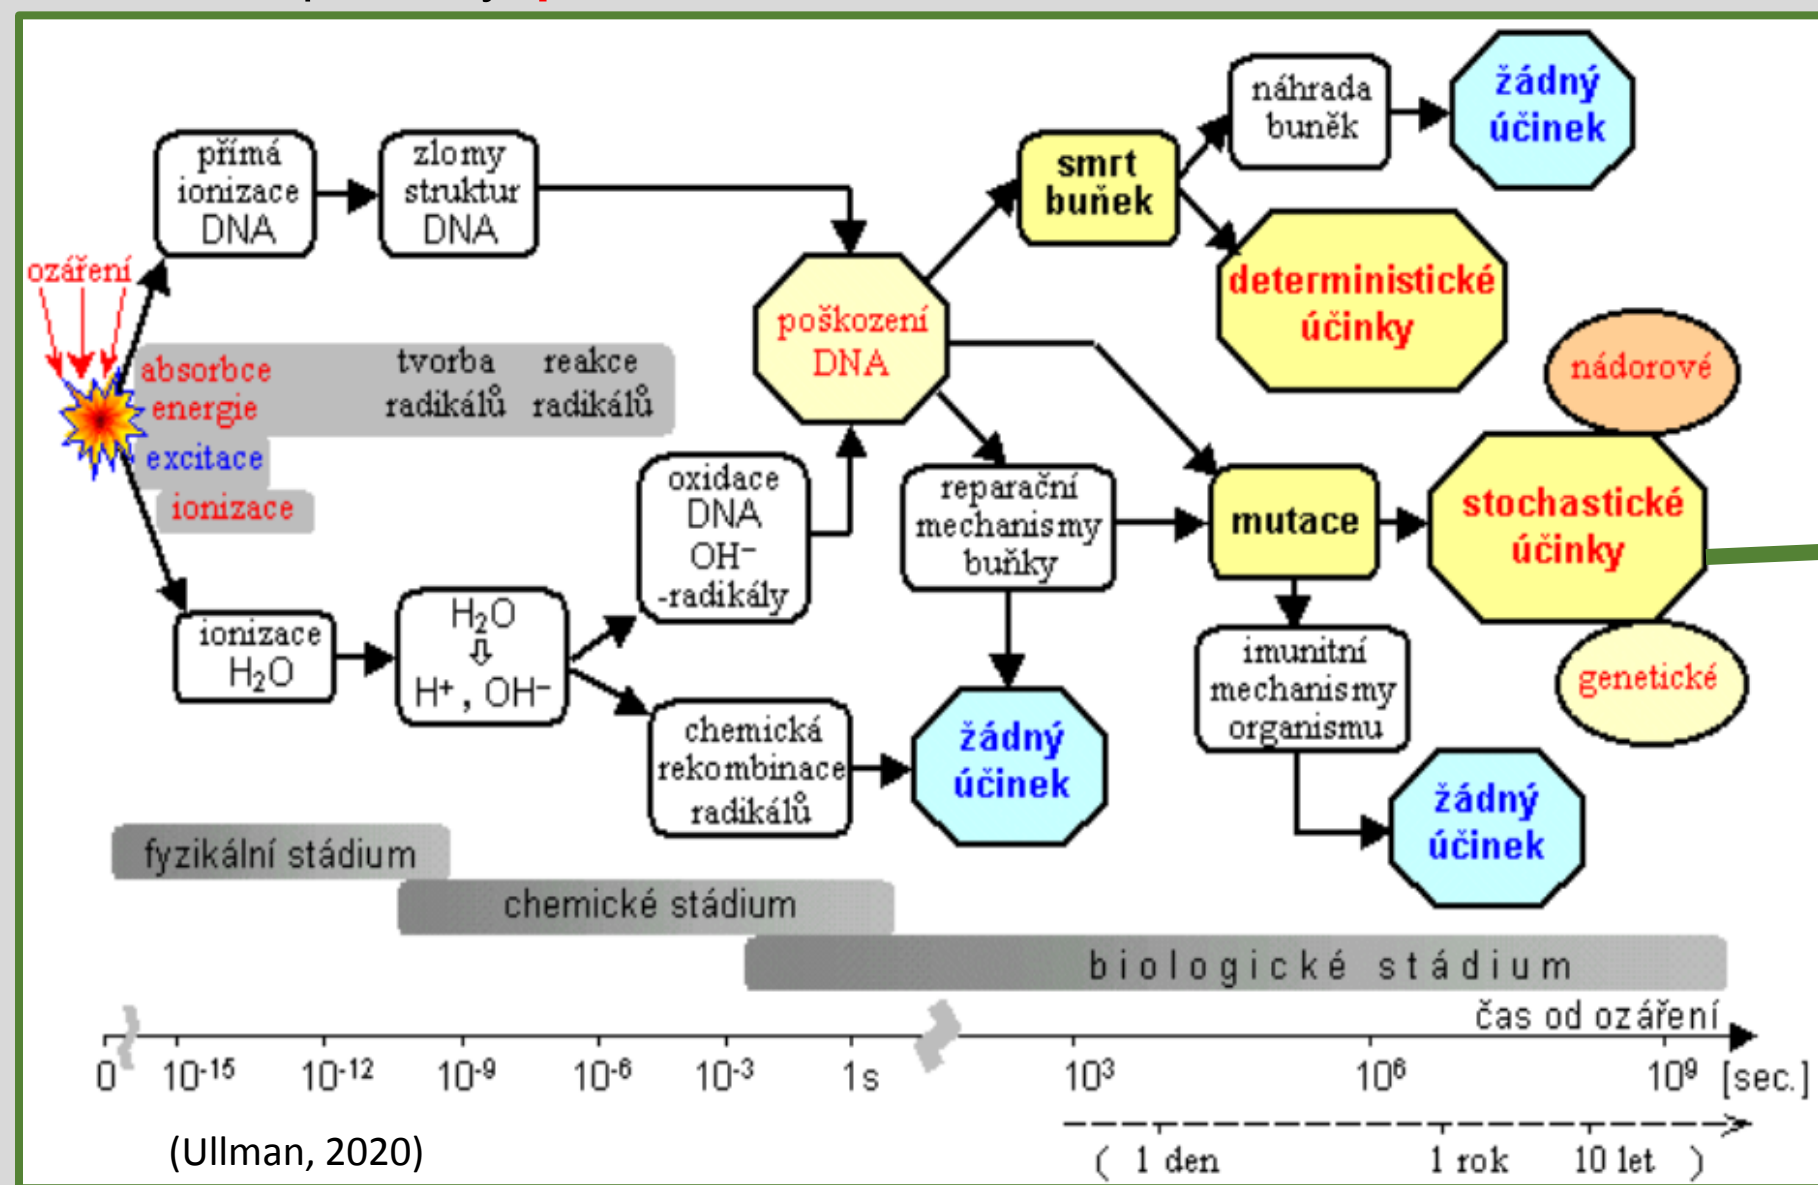 přímá
ionizace
DNA
zlomy
struktur
DNA
smrt
buňek
náhrada
buněk
žádný
účinek
ozáření
deterministické
účinky
poškození
DNA
absorbce
energie
tvorba
radikálů
reakce
radikálů
excitace
ionizace
nádorové
oxidace
DNA
OH⁻
-radikály
reparační
mechanismy
buňky
mutace
stochastické
účinky
genetické
ionizace
H₂O
H₂O
⇩
H⁺, OH⁻
chemická
rekombinace
radikálů
žádný
účinek
imunitní
mechanismy
organismu
žádný
účinek
fyzikální stádium
chemické stádium
biologické stádium
čas od ozáření
0 10⁻¹⁵ 10⁻¹² 10⁻⁹ 10⁻⁶ 10⁻³ 1s 10³ 10⁶ 10⁹ [sec.]
( 1 den 1 rok 10 let )
(Ullman, 2020)